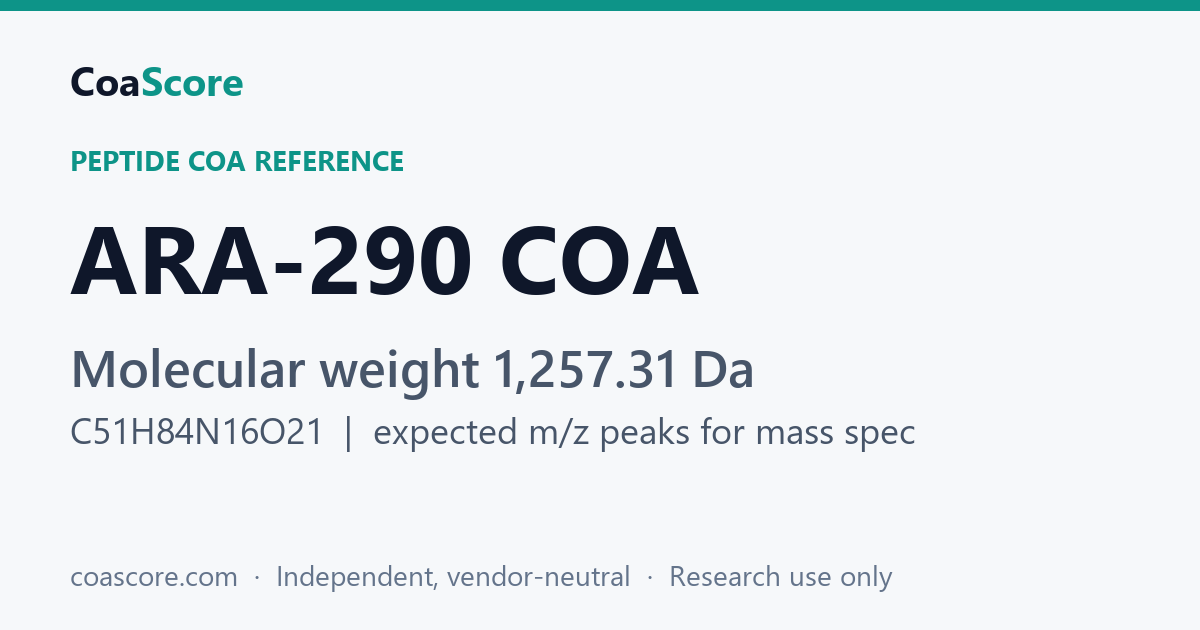 CoaScore
PEPTIDE COA REFERENCE
ARA-290 COA
Molecular weight 1,257.31 Da
C51H84N16O21 | expected m/z peaks for mass spec
coascore.com · Independent, vendor-neutral · Research use only